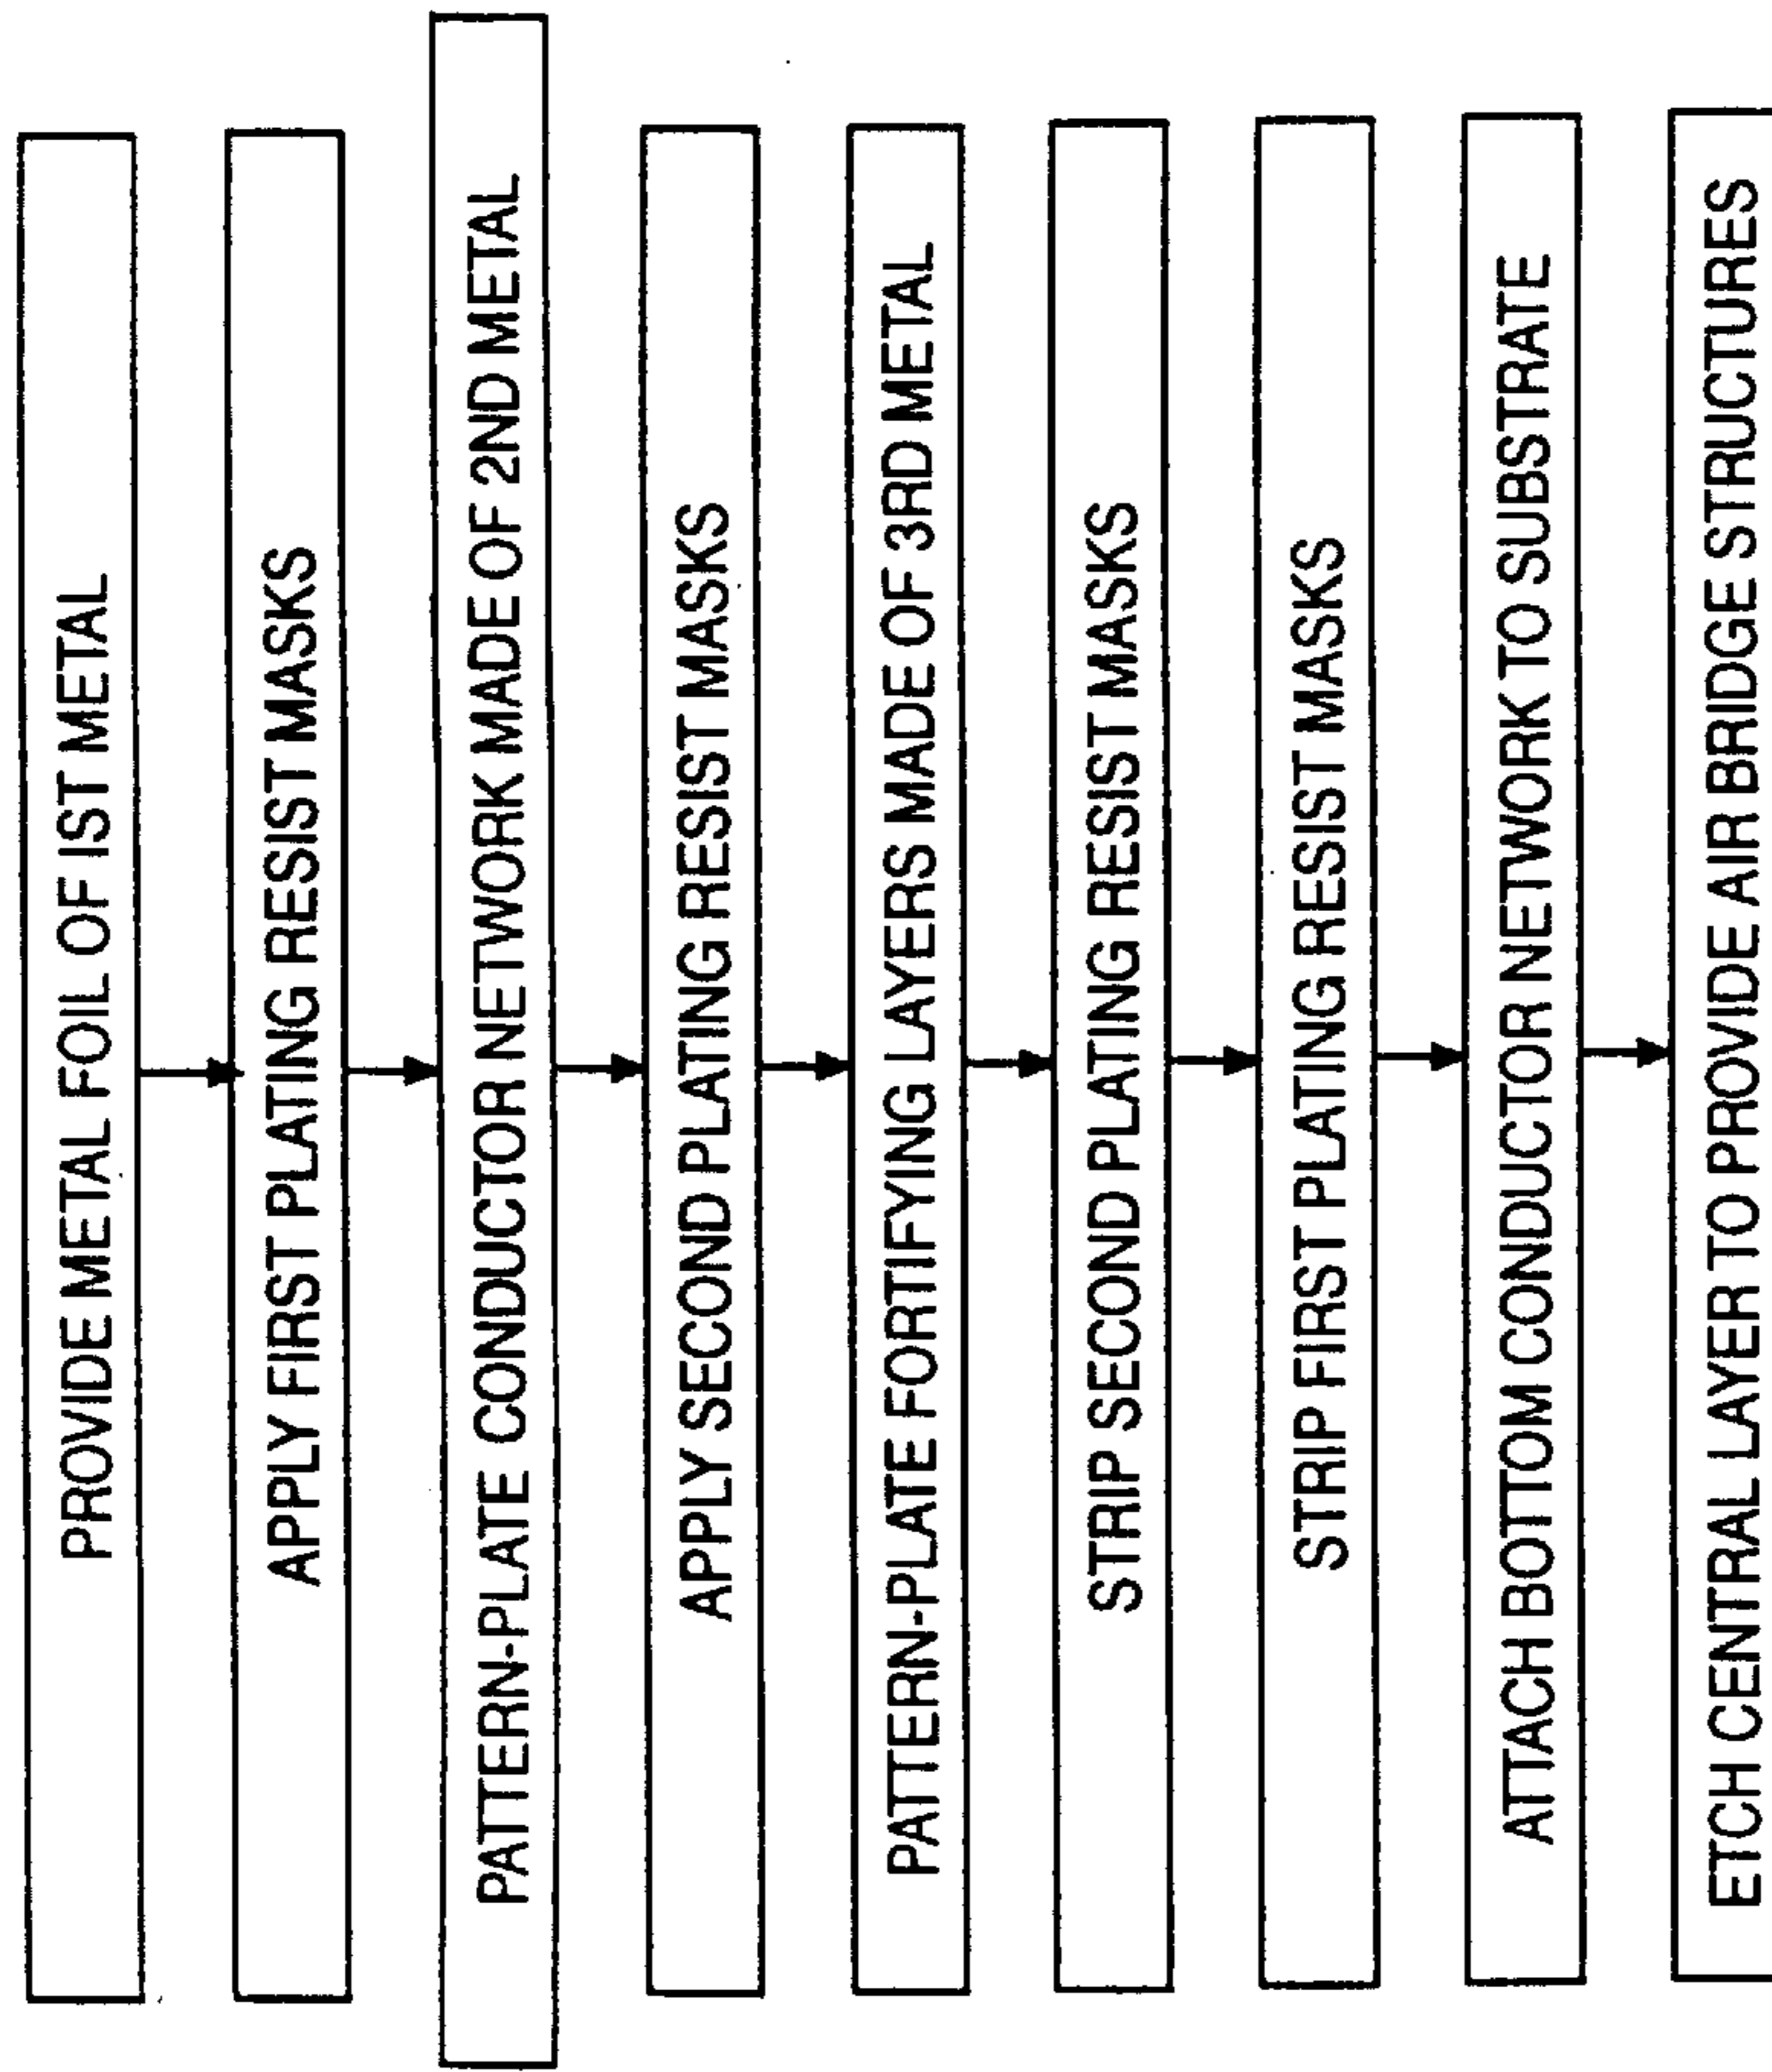 PROVIDE METAL FOIL OF IST METAL
APPLY FIRST PLATING RESIST MASKS
PATTERN-PLATE CONDUCTOR NETWORK MADE OF 2ND METAL
APPLY SECOND PLATING RESIST MASKS
PATTERN-PLATE FORTIFYING LAYERS MADE OF 3RD METAL
STRIP SECOND PLATING RESIST MASKS
STRIP FIRST PLATING RESIST MASKS
ATTACH BOTTOM CONDUCTOR NETWORK TO SUBSTRATE
ETCH CENTRAL LAYER TO PROVIDE AIR BRIDGE STRUCTURES